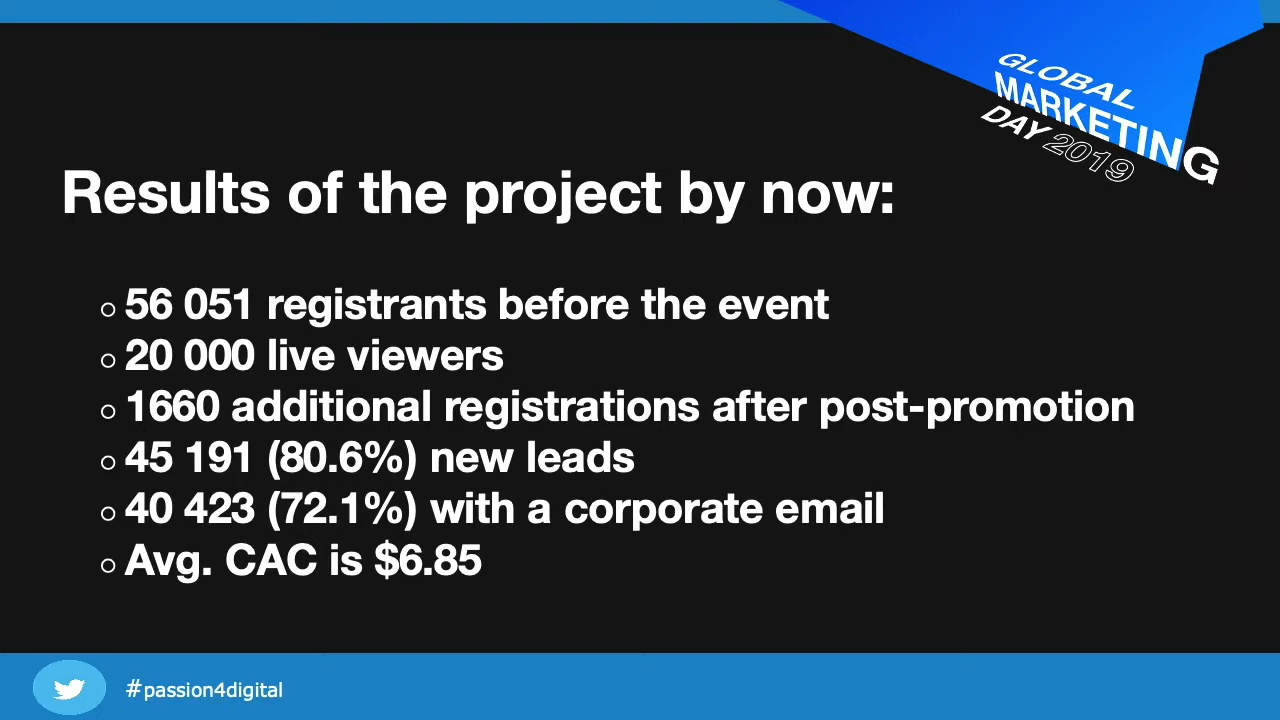 GLOBAL
MARKETING
DAY 2019
Results of the project by now:
56 051 registrants before the event
20 000 live viewers
1660 additional registrations after post-promotion
45 191 (80.6%) new leads
40 423 (72.1%) with a corporate email
Avg. CAC is $6.85
#passion4digital